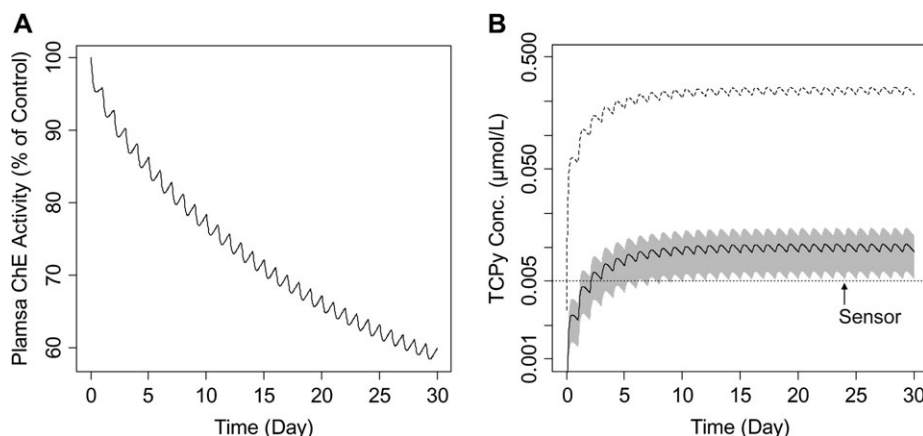 A
Plamsa ChE Activity (% of Control)
100
90
80
70
60
0 5 10 15 20 25 30
Time (Day)
B
TCPy Conc. (µmol/L)
0.500
0.050
0.005
0.001
Sensor
0 5 10 15 20 25 30
Time (Day)